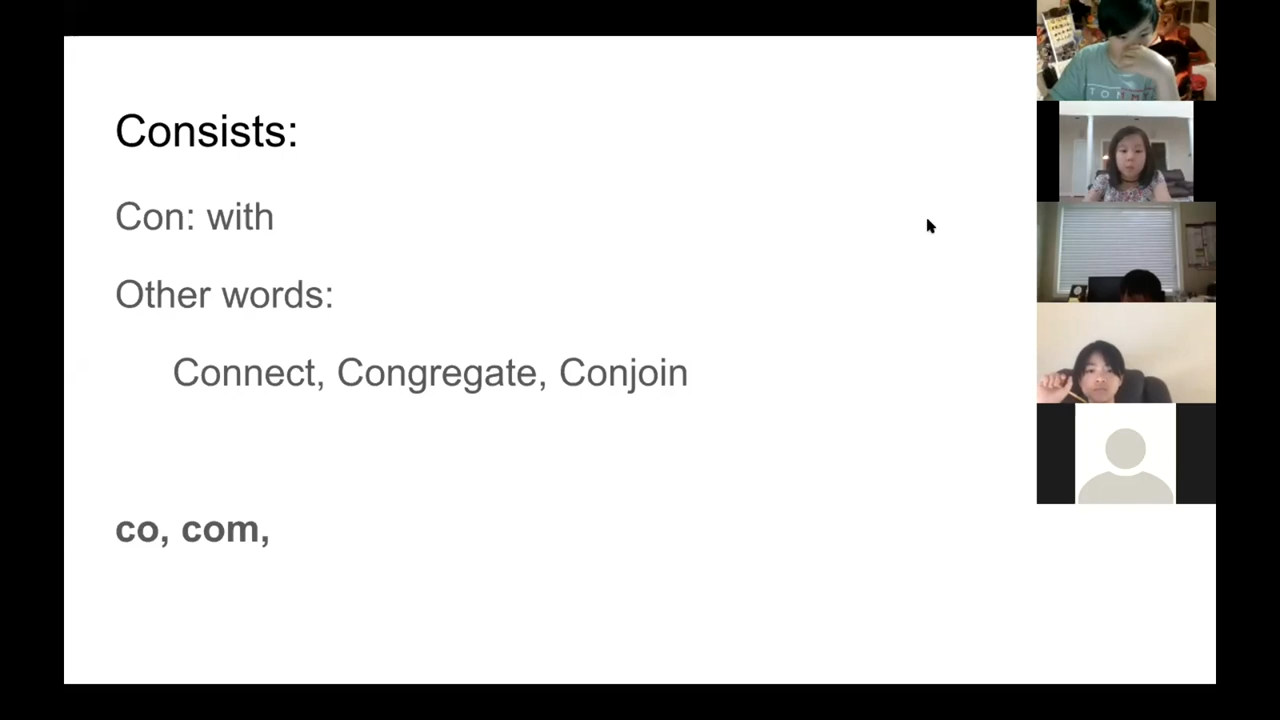 Consists:
Con: with
Other words:
Connect, Congregate, Conjoin
co, com,